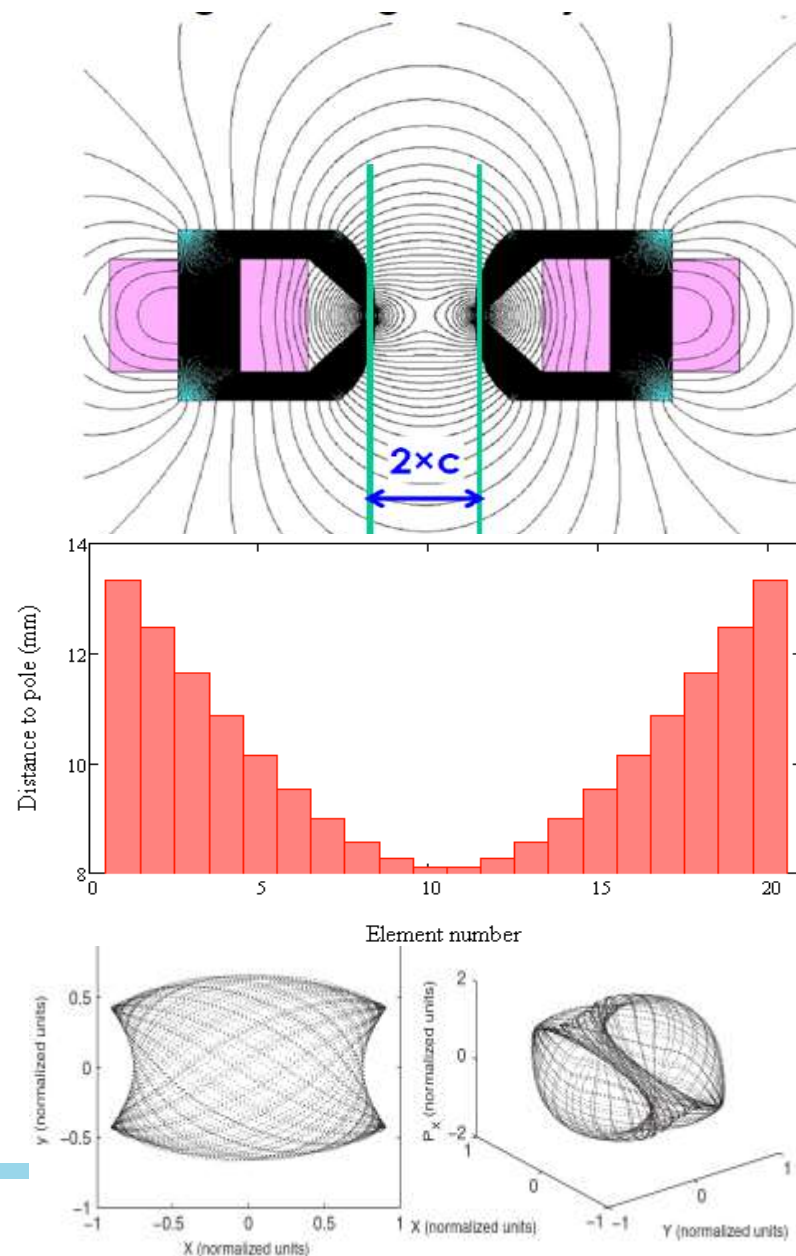 2×c
14
12
10
8
Distance to pole (mm)
0 5 10 15 20
Element number
0.5
0
−0.5
−1
y (normalized units)
−1 −0.5 0 0.5 1
X (normalized units)
2
0
−2
Px (normalized units)
1
0
−1
X (normalized units)
−1
0
1
Y (normalized units)